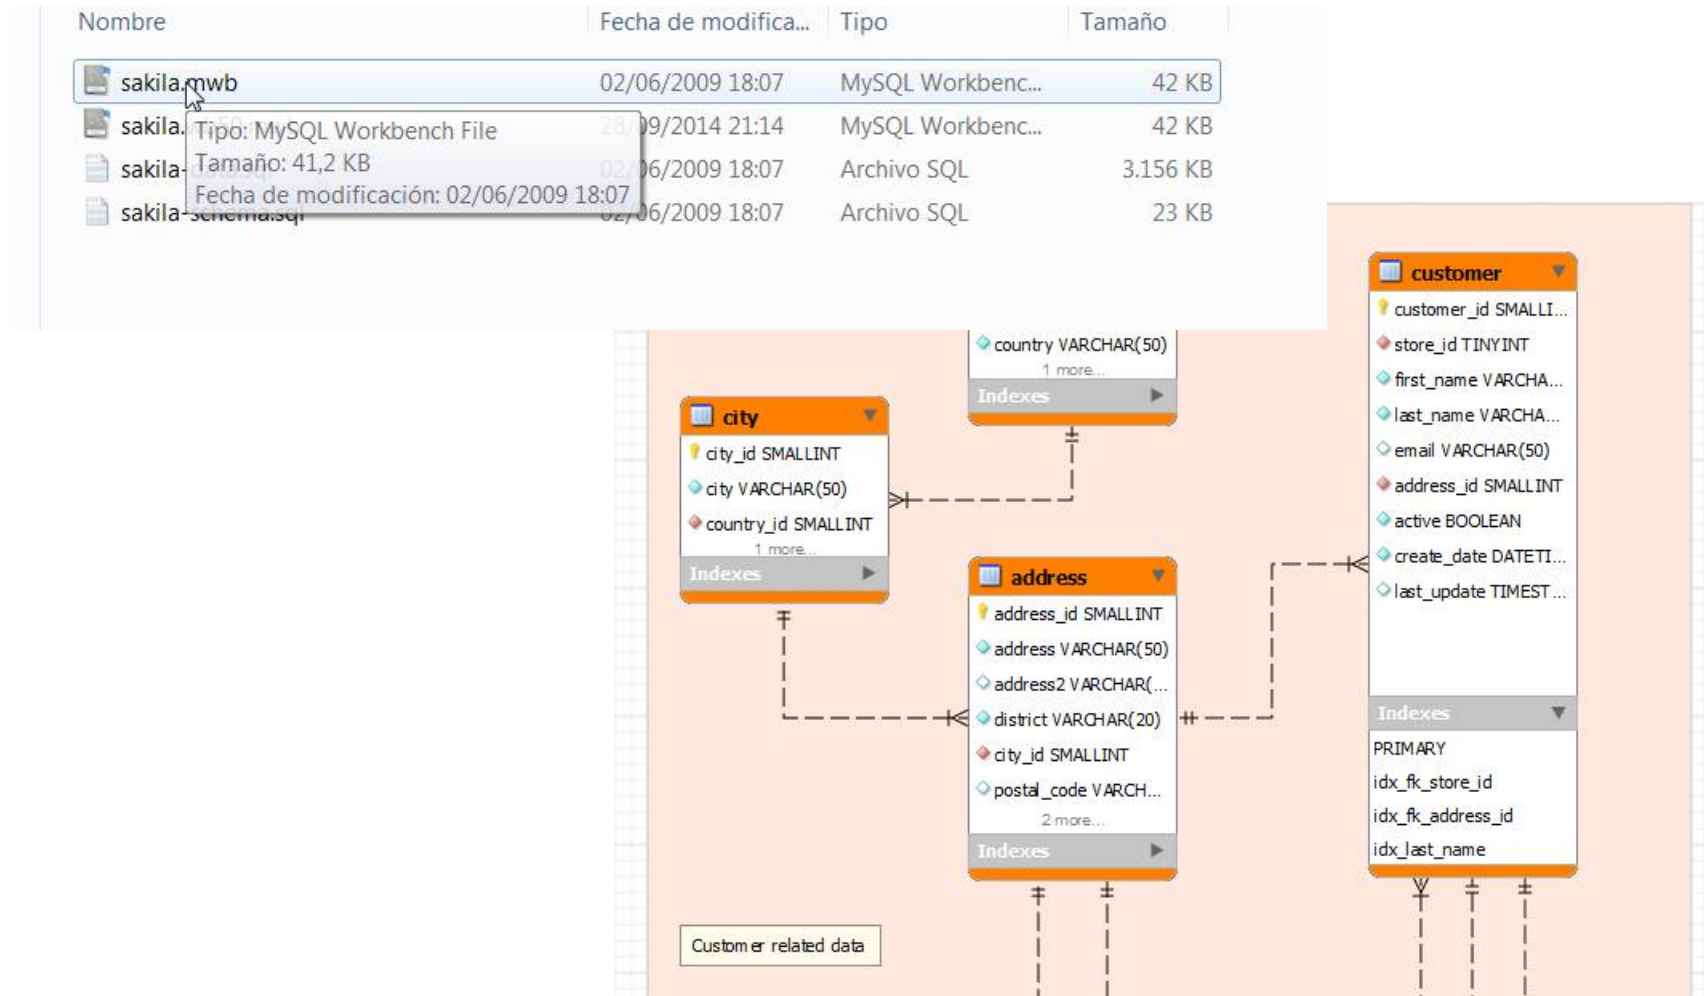 Nombre Fecha de modifica... Tipo Tamaño
sakila.mwb 02/06/2009 18:07 MySQL Workbenc... 42 KB
sakila. 28/09/2014 21:14 MySQL Workbenc... 42 KB
sakila- 02/06/2009 18:07 Archivo SQL 3.156 KB
sakila-schema.sql 02/06/2009 18:07 Archivo SQL 23 KB
Tipo: MySQL Workbench File
Tamaño: 41,2 KB
Fecha de modificación: 02/06/2009 18:07
country VARCHAR(50)
1 more...
Indexes
city
city_id SMALLINT
city VARCHAR(50)
country_id SMALLINT
1 more...
Indexes
address
address_id SMALLINT
address VARCHAR(50)
address2 VARCHAR(...
district VARCHAR(20)
city_id SMALLINT
postal_code VARCH...
2 more...
Indexes
customer
customer_id SMALLI...
store_id TINYINT
first_name VARCHA...
last_name VARCHA...
email VARCHAR(50)
address_id SMALLINT
active BOOLEAN
create_date DATETI...
last_update TIMEST...
Indexes
PRIMARY
idx_fk_store_id
idx_fk_address_id
idx_last_name
Customer related data